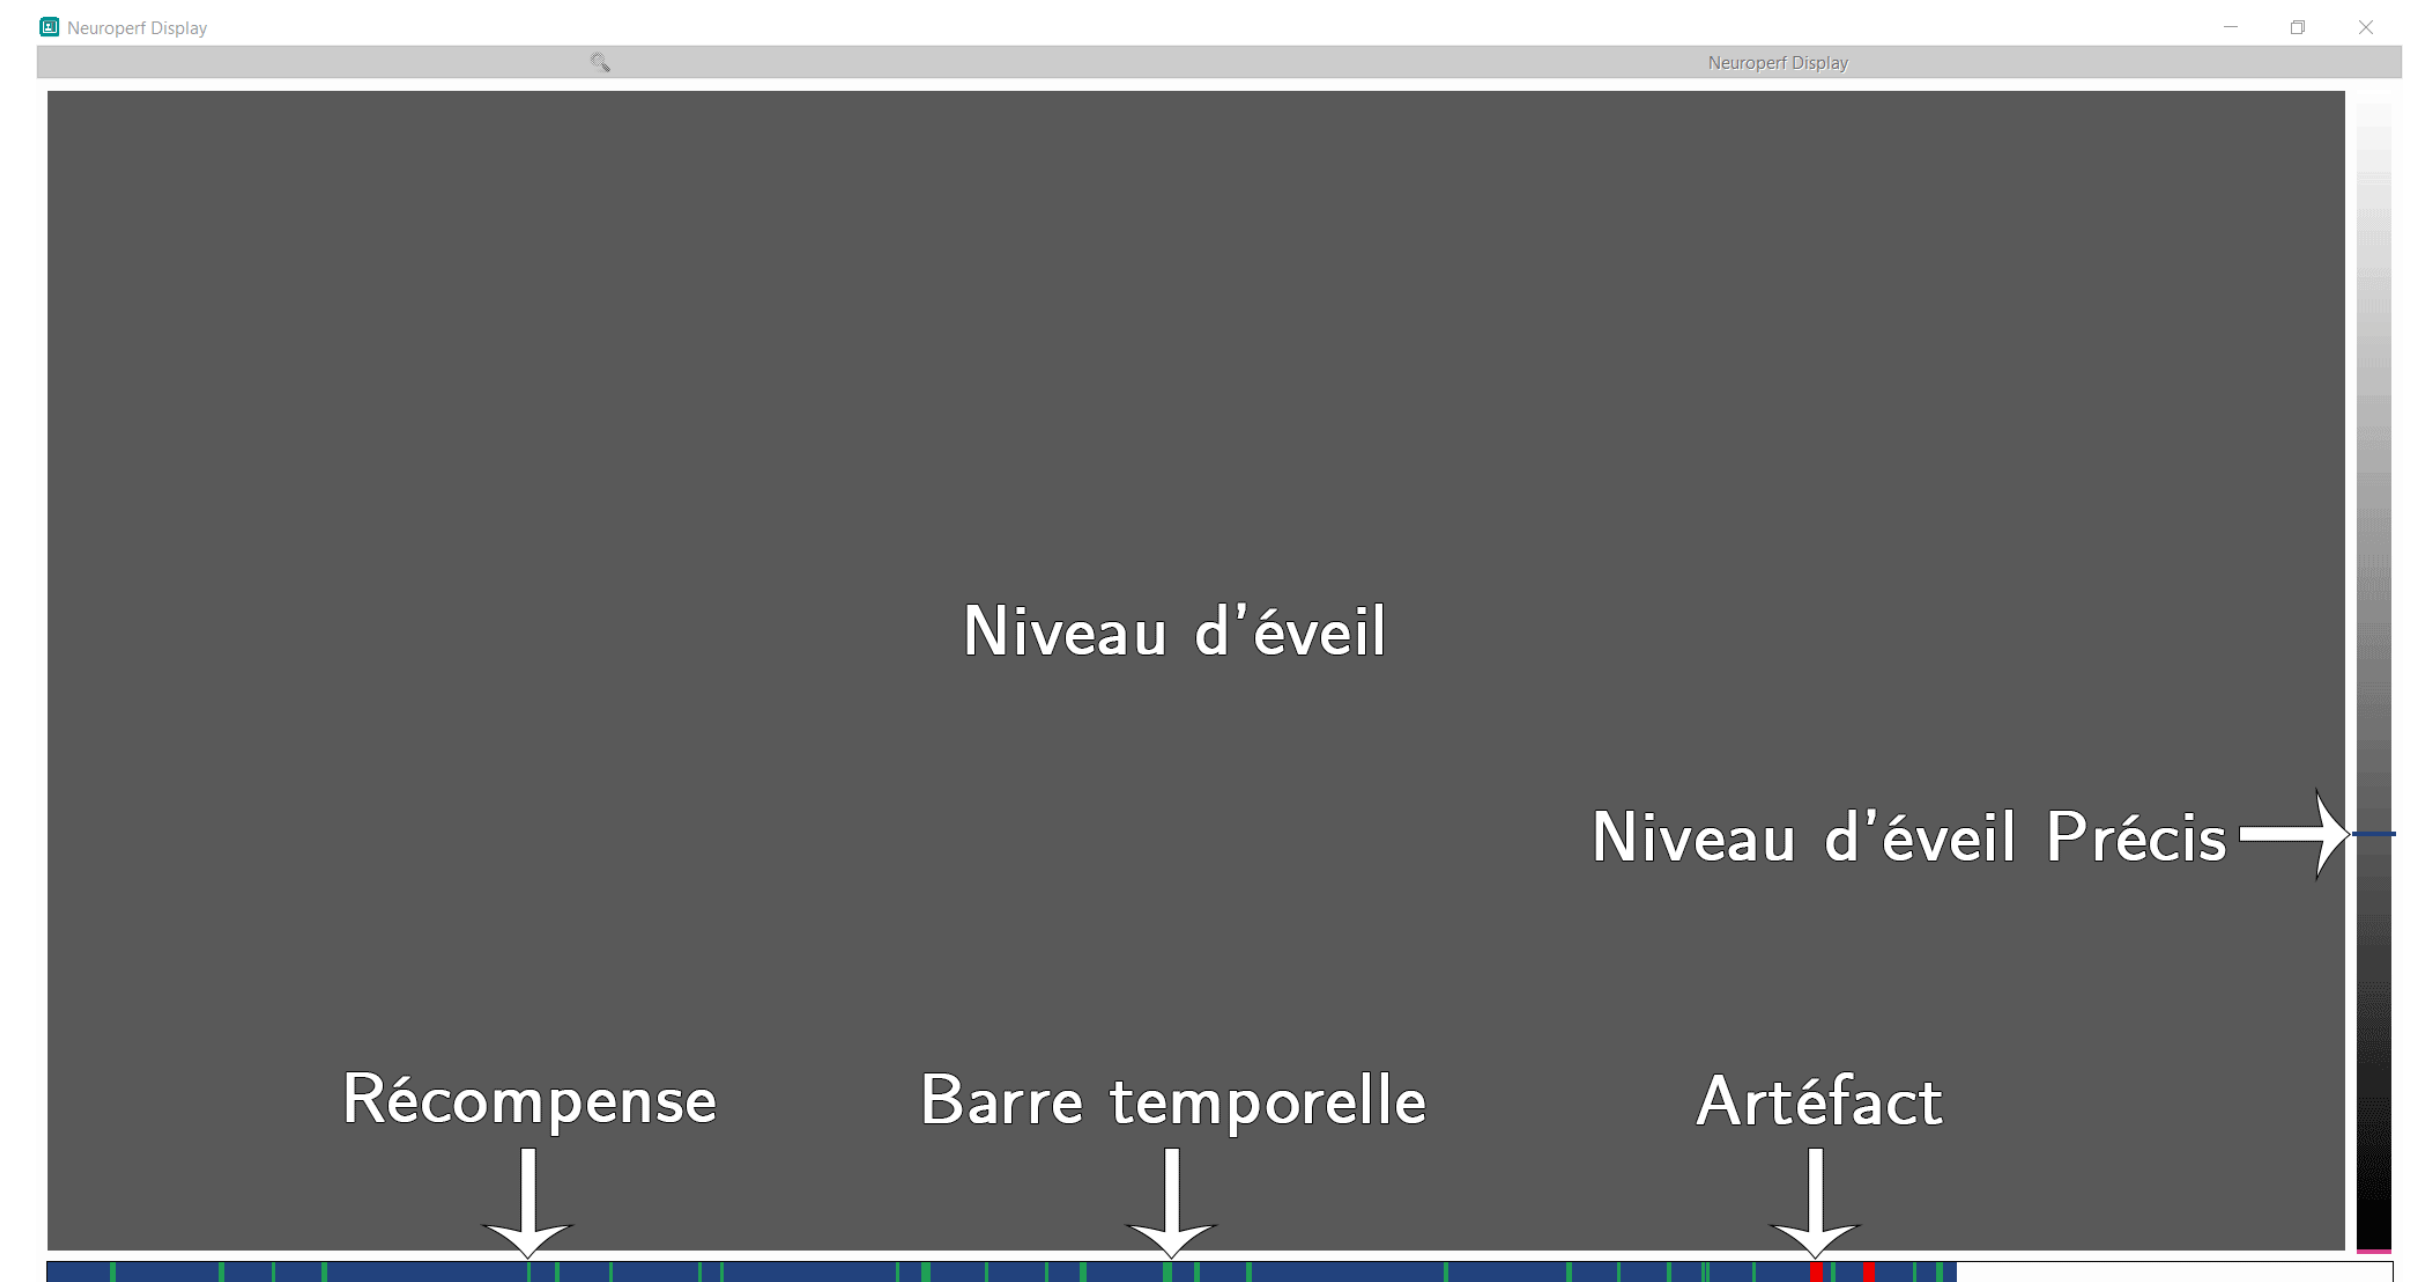 Neuroperf Display
Neuroperf Display
Niveau d'éveil
Niveau d'éveil Précis
Récompense
Barre temporelle
Artéfact